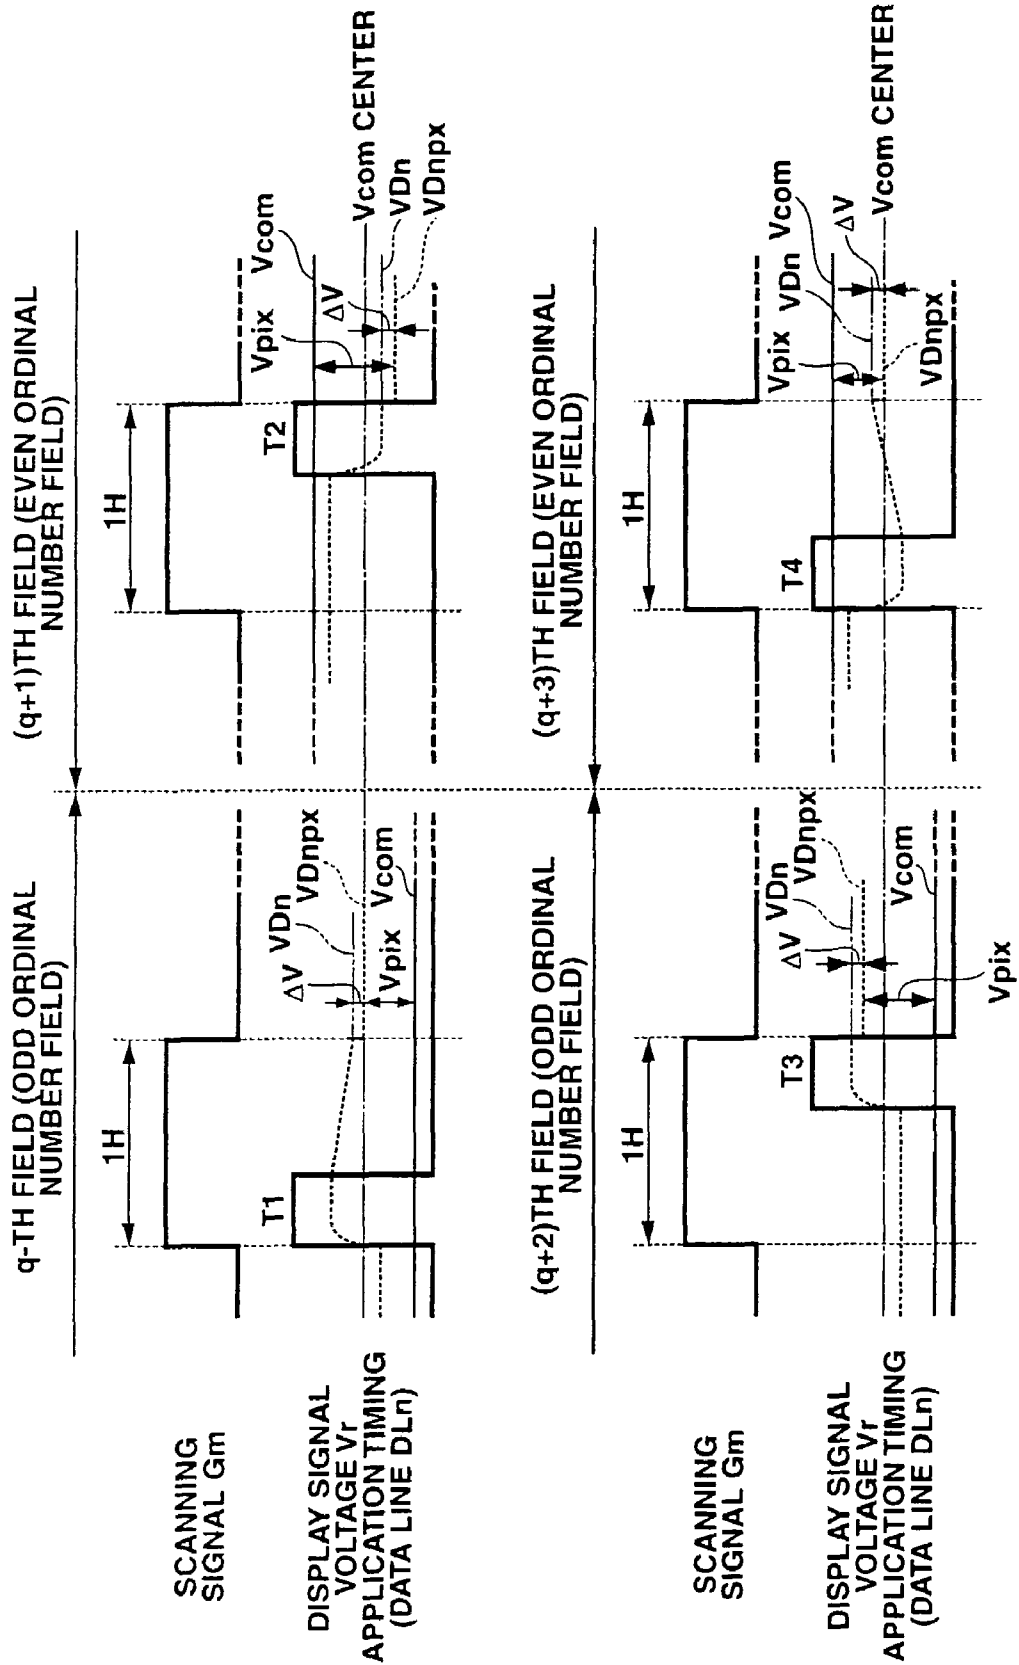 q-TH FIELD (ODD ORDINAL
NUMBER FIELD)
(q+1)TH FIELD (EVEN ORDINAL
NUMBER FIELD)
SCANNING
SIGNAL Gm
1H
1H
DISPLAY SIGNAL
VOLTAGE Vr
APPLICATION TIMING
(DATA LINE DLn)
T1
ΔV
VDn
VDnpx
Vpix
Vcom
T2
Vpix
ΔV
Vcom
Vcom CENTER
VDn
VDnpx
(q+2)TH FIELD (ODD ORDINAL
NUMBER FIELD)
(q+3)TH FIELD (EVEN ORDINAL
NUMBER FIELD)
SCANNING
SIGNAL Gm
1H
1H
DISPLAY SIGNAL
VOLTAGE Vr
APPLICATION TIMING
(DATA LINE DLn)
T3
ΔV
VDn
VDnpx
Vcom
Vpix
T4
Vpix
VDn
Vcom
ΔV
Vcom CENTER
VDnpx